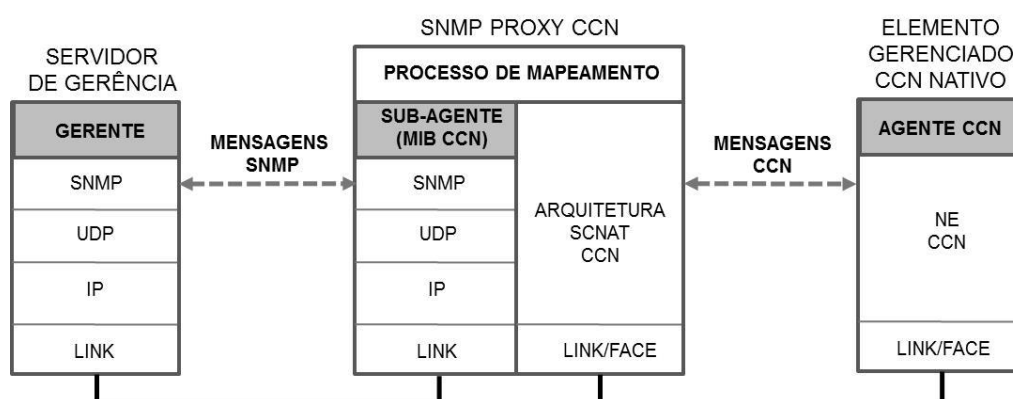 SERVIDOR
DE GERÊNCIA
GERENTE
SNMP
UDP
IP
LINK
MENSAGENS
SNMP
SNMP PROXY CCN
PROCESSO DE MAPEAMENTO
SUB-AGENTE
(MIB CCN)
SNMP
UDP
IP
LINK
ARQUITETURA
SCNAT
CCN
LINK/FACE
MENSAGENS
CCN
ELEMENTO
GERENCIADO
CCN NATIVO
AGENTE CCN
NE
CCN
LINK/FACE